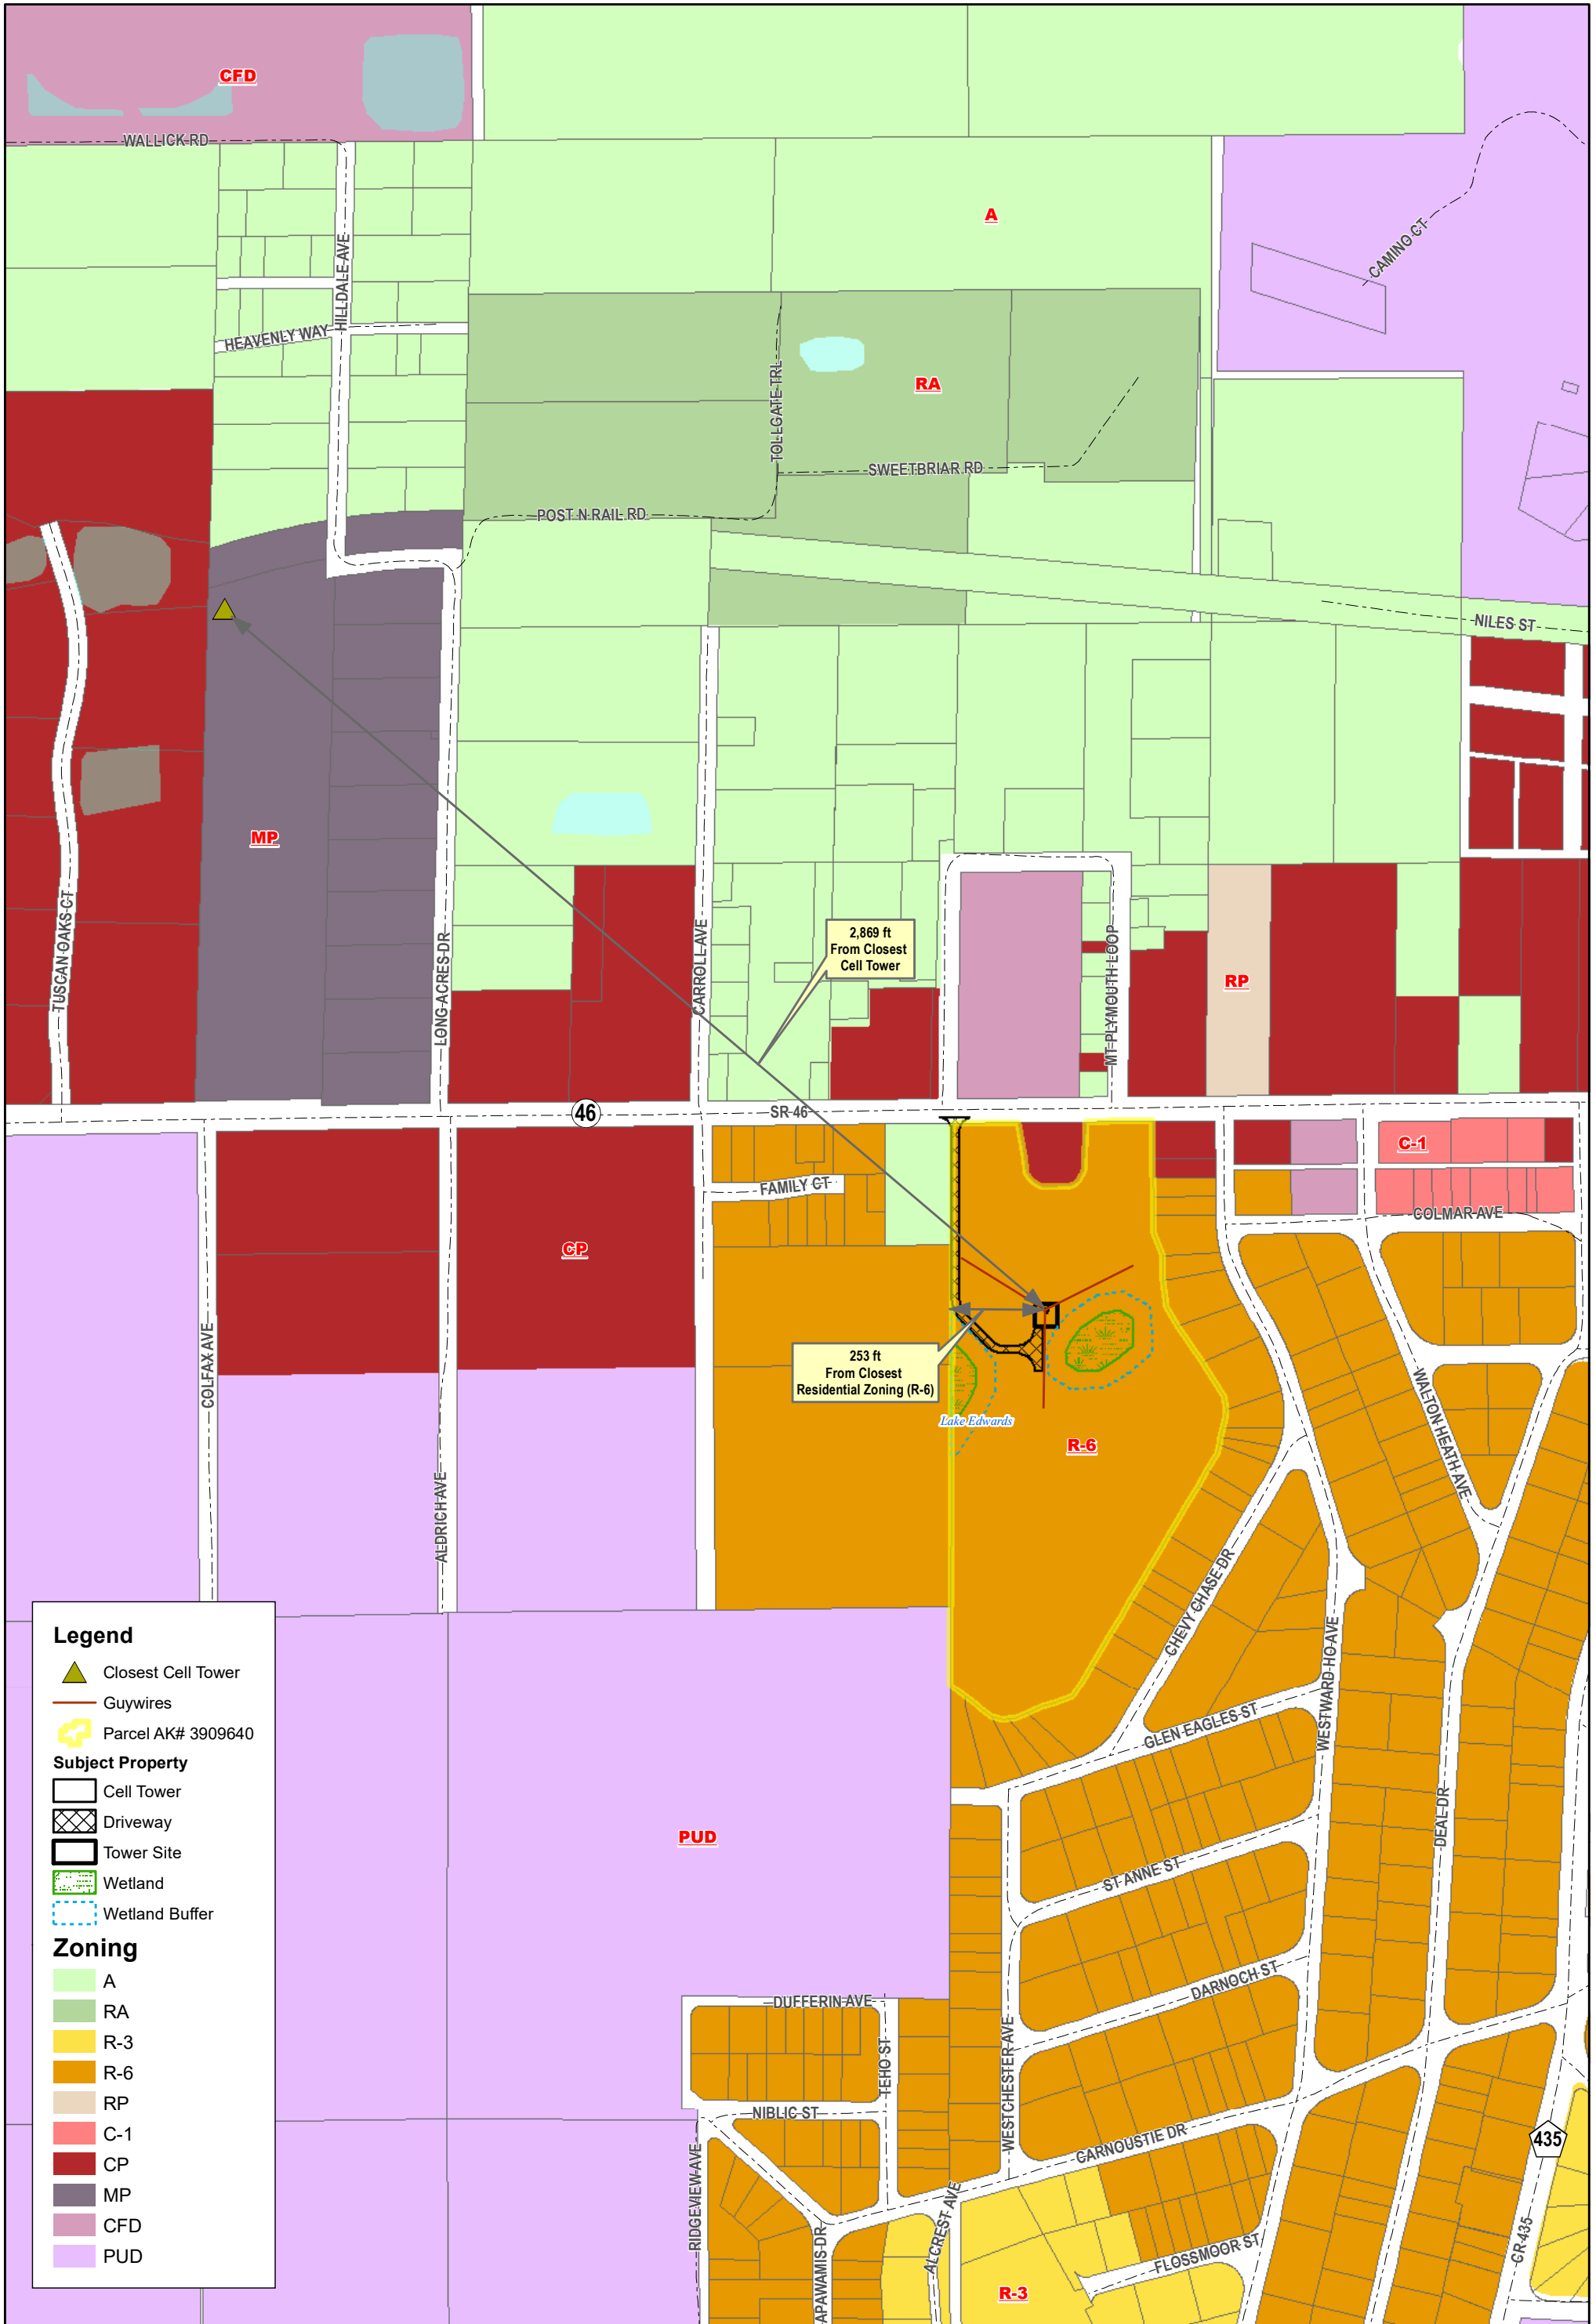 CFD
WALLICK RD
A
CAMINO CT
HILLDALE AVE
HEAVENLY WAY
TOLLGATE TRL
RA
SWEETBRIAR RD
POST N RAIL RD
NILES ST
MP
TUSCAN OAKS CT
LONG ACRES DR
CARROLL AVE
2,869 ft
From Closest
Cell Tower
MT PLYMOUTH LOOP
RP
46
SR 46
C-1
FAMILY CT
COLMAR AVE
CP
COLFAX AVE
ALDRICH AVE
253 ft
From Closest
Residential Zoning (R-6)
Lake Edwards
R-6
WALTON HEATH AVE
CHEVY CHASE DR
WESTWARD HO AVE
GLEN EAGLES ST
DEAL DR
PUD
ST ANNE ST
DARNOCH ST
DUFFERIN AVE
TEHO ST
WESTCHESTER AVE
NIBLIC ST
CARNOUSTIE DR
435
RIDGEVIEW AVE
APAWAMIS DR
ALCREST AVE
FLOSSMOOR ST
CR 435
R-3
Legend
Closest Cell Tower
Guywires
Parcel AK# 3909640
Subject Property
Cell Tower
Driveway
Tower Site
Wetland
Wetland Buffer
Zoning
A
RA
R-3
R-6
RP
C-1
CP
MP
CFD
PUD